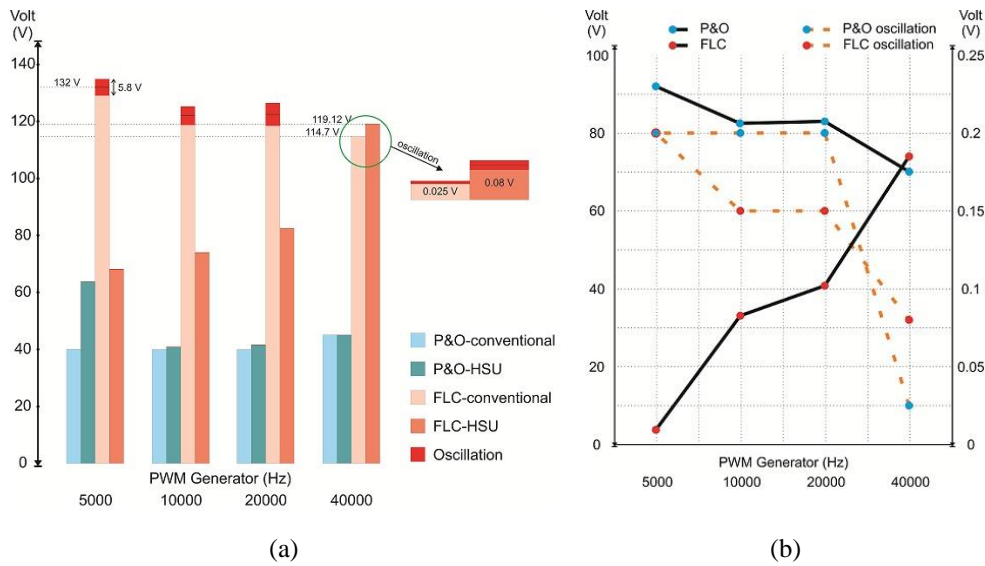 Volt
(V)
140
120
100
80
60
40
20
0
132 V
5.8 V
119.12 V
114.7 V
oscillation
0.025 V
0.08 V
P&O-conventional
P&O-HSU
FLC-conventional
FLC-HSU
Oscillation
PWM Generator (Hz)
5000 10000 20000 40000
(a)
Volt
(V)
P&O
FLC
P&O oscillation
FLC oscillation
Volt
(V)
100
80
60
40
20
0
0.25
0.2
0.15
0.1
0.05
0
PWM Generator (Hz)
5000 10000 20000 40000
(b)